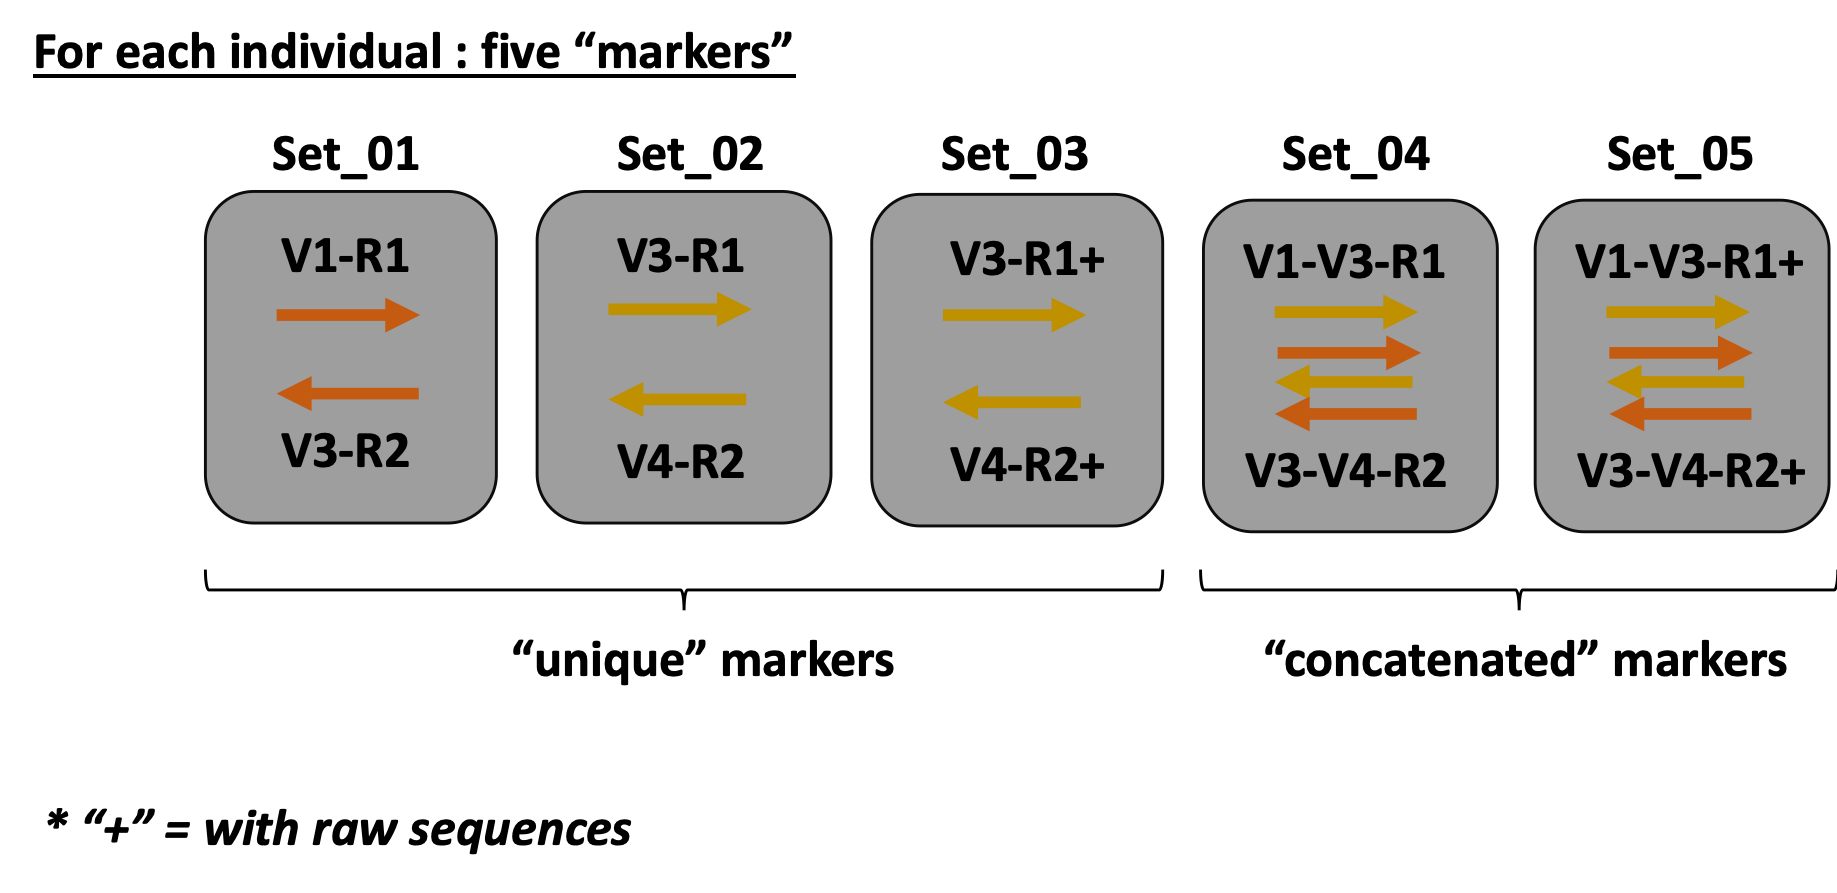 For each individual : five “markers”
Set_01 Set_02 Set_03 Set_04 Set_05
V1-R1 V3-R1 V3-R1+ V1-V3-R1 V1-V3-R1+
V3-R2 V4-R2 V4-R2+ V3-V4-R2 V3-V4-R2+
“unique” markers “concatenated” markers
* “+” = with raw sequences